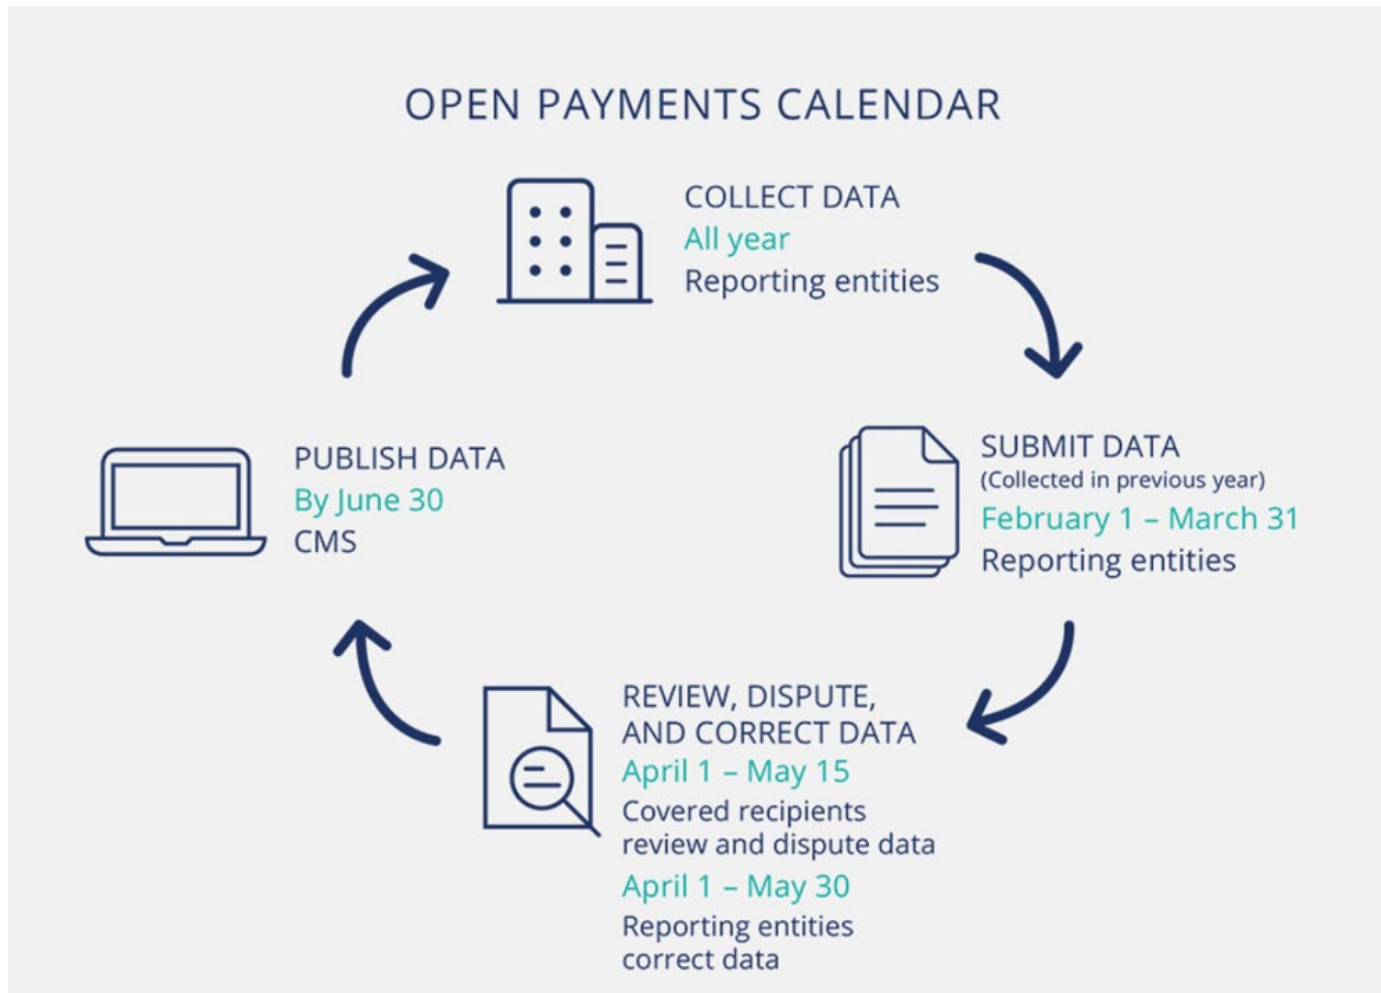 OPEN PAYMENTS CALENDAR
COLLECT DATA
All year
Reporting entities
SUBMIT DATA
(Collected in previous year)
February 1 – March 31
Reporting entities
REVIEW, DISPUTE,
AND CORRECT DATA
April 1 – May 15
Covered recipients
review and dispute data
April 1 – May 30
Reporting entities
correct data
PUBLISH DATA
By June 30
CMS